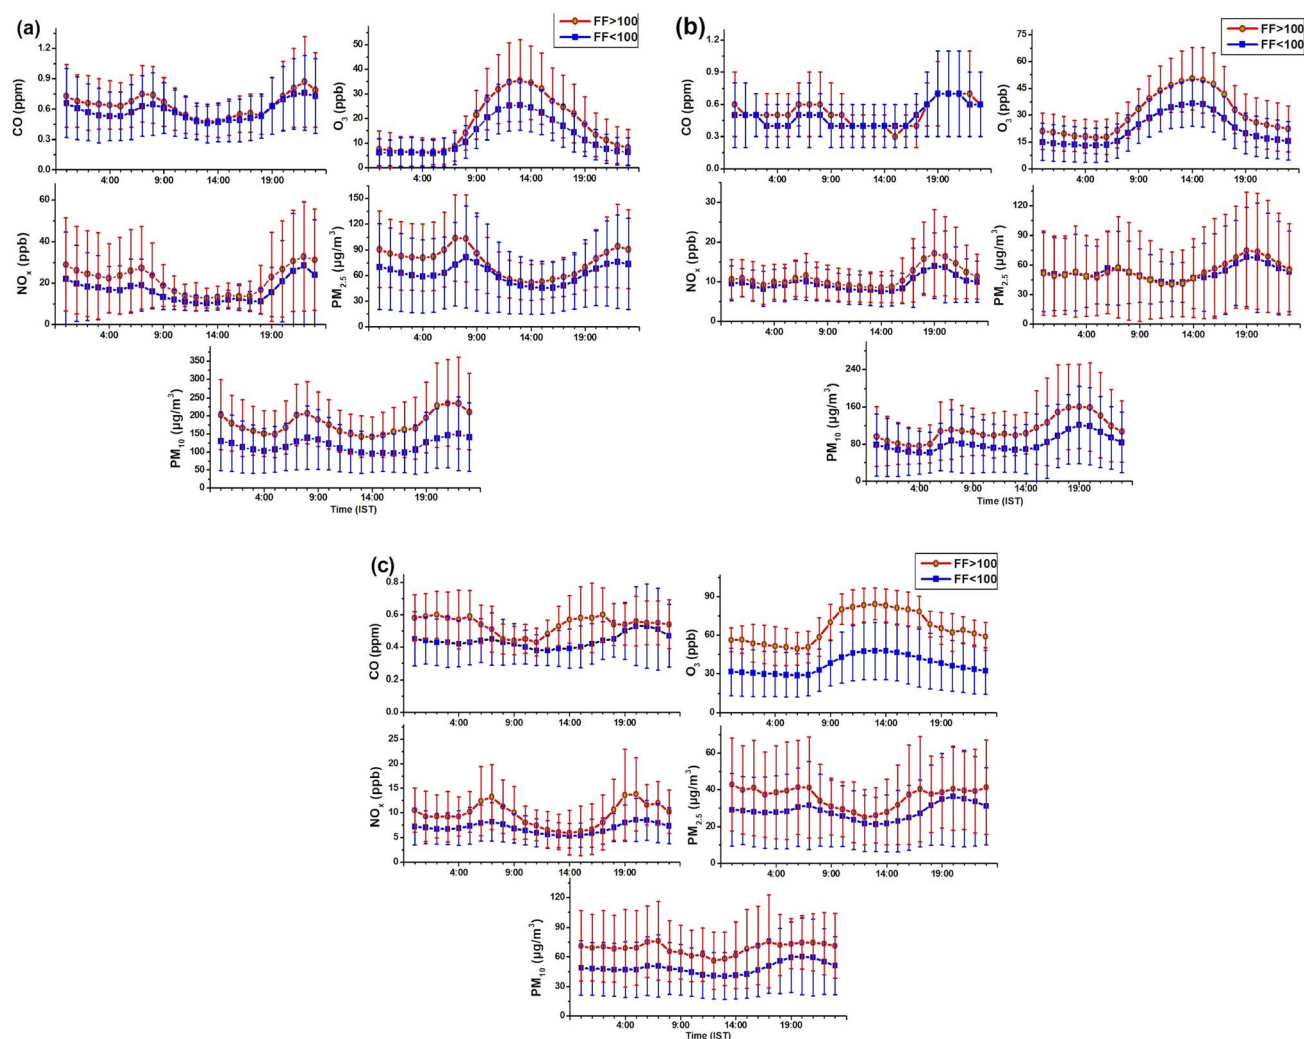 (a)
FF>100
FF<100
CO (ppm)
1.2
0.9
0.6
0.3
0.0
4:00 9:00 14:00 19:00
O3 (ppb)
50
40
30
20
10
0
4:00 9:00 14:00 19:00
NOx (ppb)
60
40
20
0
4:00 9:00 14:00 19:00
PM2.5 (µg/m3)
150
120
90
60
30
0
4:00 9:00 14:00 19:00
PM10 (µg/m3)
350
300
250
200
150
100
50
0
4:00 9:00 14:00 19:00
Time (IST)
(b)
FF>100
FF<100
CO (ppm)
1.2
0.9
0.6
0.3
0.0
4:00 9:00 14:00 19:00
O3 (ppb)
75
60
45
30
15
0
4:00 9:00 14:00 19:00
NOx (ppb)
30
20
10
0
4:00 9:00 14:00 19:00
PM2.5 (µg/m3)
120
90
60
30
0
4:00 9:00 14:00 19:00
PM10 (µg/m3)
240
160
80
0
4:00 9:00 14:00 19:00
Time (IST)
(c)
FF>100
FF<100
CO (ppm)
0.8
0.6
0.4
0.2
0.0
4:00 9:00 14:00 19:00
O3 (ppb)
90
60
30
0
4:00 9:00 14:00 19:00
NOx (ppb)
25
20
15
10
5
0
4:00 9:00 14:00 19:00
PM2.5 (µg/m3)
60
40
20
0
4:00 9:00 14:00 19:00
PM10 (µg/m3)
120
90
60
30
0
4:00 9:00 14:00 19:00
Time (IST)